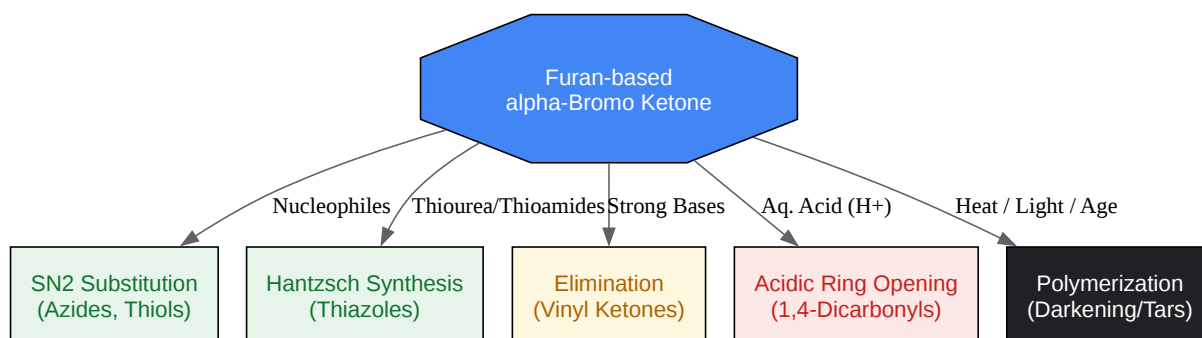 Furan-based
alpha-Bromo Ketone
Nucleophiles
Thiourea/Thioamides
Strong Bases
Aq. Acid (H+)
Heat / Light / Age
SN2 Substitution
(Azides, Thiols)
Hantzsch Synthesis
(Thiazoles)
Elimination
(Vinyl Ketones)
Acidic Ring Opening
(1,4-Dicarbonyls)
Polymerization
(Darkening/Tars)